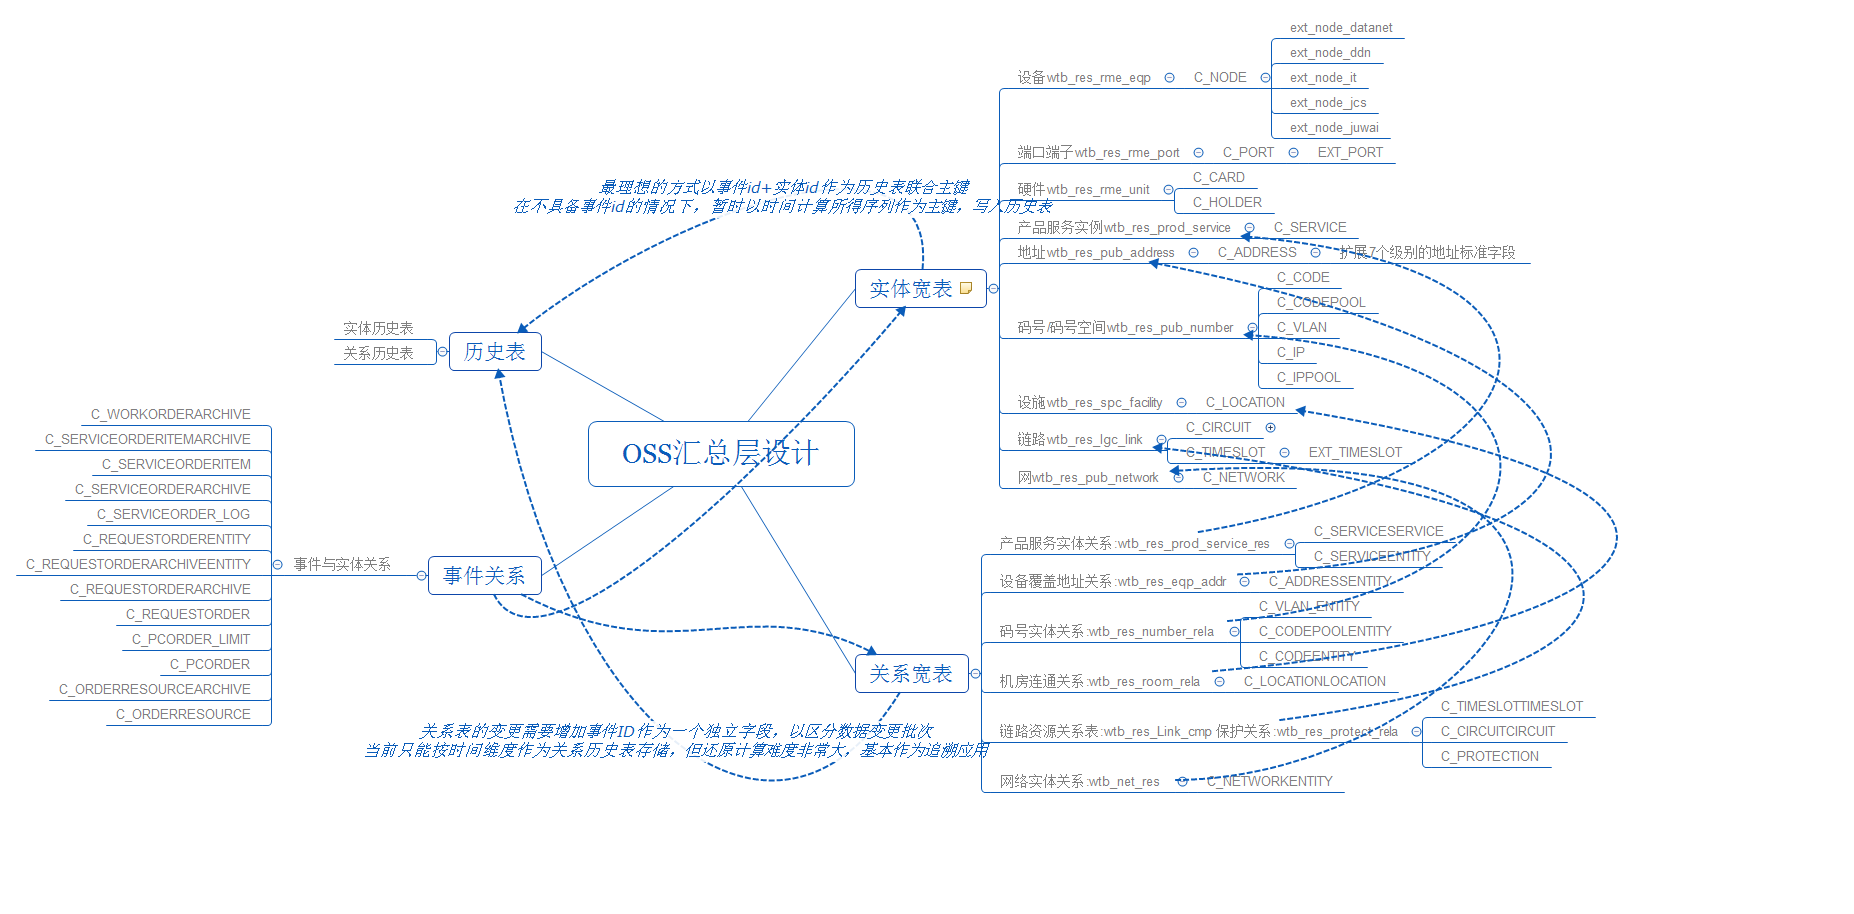 OSS汇总层设计
最理想的方式以事件id+实体id作为历史表联合主键
在不具备事件id的情况下，暂时以时间计算所得序列作为主键，写入历史表
历史表
实体历史表
关系历史表
实体宽表
设备wtb_res_rme_eqp
C_NODE
ext_node_datanet
ext_node_ddn
ext_node_it
ext_node_jcs
ext_node_juwai
端口端子wtb_res_rme_port
C_PORT
EXT_PORT
硬件wtb_res_rme_unit
C_CARD
C_HOLDER
产品服务实例wtb_res_prod_service
C_SERVICE
地址wtb_res_pub_address
C_ADDRESS
扩展7个级别的地址标准字段
码号/码号空间wtb_res_pub_number
C_CODE
C_CODEPOOL
C_VLAN
C_IP
C_IPPOOL
设施wtb_res_spc_facility
C_LOCATION
链路wtb_res_lgc_link
C_CIRCUIT
C_TIMESLOT
EXT_TIMESLOT
网wtb_res_pub_network
C_NETWORK
事件关系
事件与实体关系
C_WORKORDERARCHIVE
C_SERVICEORDERITEMARCHIVE
C_SERVICEORDERITEM
C_SERVICEORDERARCHIVE
C_SERVICEORDER_LOG
C_REQUESTORDERENTITY
C_REQUESTORDERARCHIVEENTITY
C_REQUESTORDERARCHIVE
C_REQUESTORDER
C_PCORDER_LIMIT
C_PCORDER
C_ORDERRESOURCEARCHIVE
C_ORDERRESOURCE
关系宽表
产品服务实体关系:wtb_res_prod_service_res
C_SERVICESERVICE
C_SERVICEENTITY
设备覆盖地址关系:wtb_res_eqp_addr
C_ADDRESSENTITY
码号实体关系:wtb_res_number_rela
C_VLAN_ENTITY
C_CODEPOOLENTITY
C_CODEENTITY
机房连通关系:wtb_res_room_rela
C_LOCATIONLOCATION
链路资源关系表:wtb_res_Link_cmp 保护关系:wtb_res_protect_rela
C_TIMESLOTTIMESLOT
C_CIRCUITCIRCUIT
C_PROTECTION
网络实体关系:wtb_net_res
C_NETWORKENTITY
关系表的变更需要增加事件ID作为一个独立字段，以区分数据变更批次
当前只能按时间维度作为关系历史表存储，但还原计算难度非常大，基本作为追溯应用